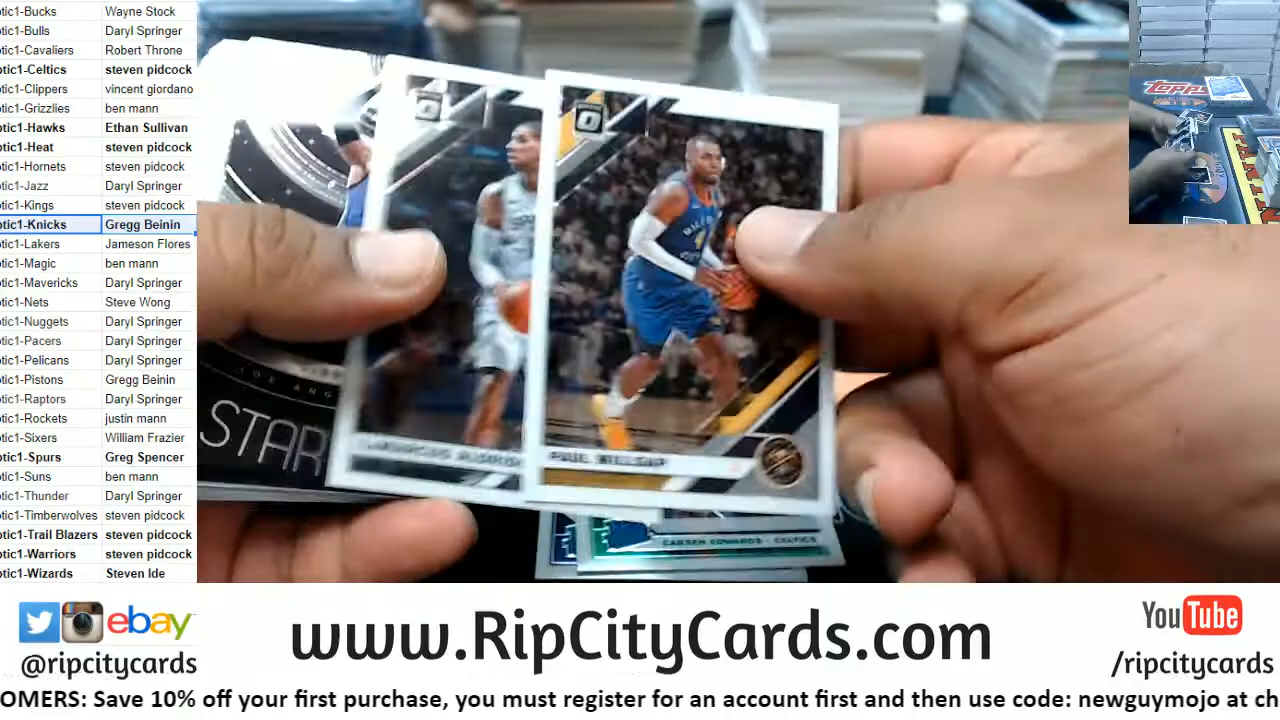 otic1-Bucks Wayne Stock
otic1-Bulls Daryl Springer
otic1-Cavaliers Robert Throne
otic1-Celtics steven pidcock
otic1-Clippers vincent giordano
otic1-Grizzlies ben mann
otic1-Hawks Ethan Sullivan
otic1-Heat steven pidcock
otic1-Hornets steven pidcock
otic1-Jazz Daryl Springer
otic1-Kings steven pidcock
otic1-Knicks Gregg Beinin
otic1-Lakers Jameson Flores
otic1-Magic ben mann
otic1-Mavericks Daryl Springer
otic1-Nets Steve Wong
otic1-Nuggets Daryl Springer
otic1-Pacers Daryl Springer
otic1-Pelicans Daryl Springer
otic1-Pistons Gregg Beinin
otic1-Raptors Daryl Springer
otic1-Rockets justin mann
otic1-Sixers William Frazier
otic1-Spurs Greg Spencer
otic1-Suns ben mann
otic1-Thunder Daryl Springer
otic1-Timberwolves steven pidcock
otic1-Trail Blazers steven pidcock
otic1-Warriors steven pidcock
otic1-Wizards Steven Ide
Topps
O
O
PAUL MILLSAP
STAR
CARSEN EDWARDS - CELTICS
ebay
@ripcitycards
www.RipCityCards.com
YouTube
/ripcitycards
OMERS: Save 10% off your first purchase, you must register for an account first and then use code: newguymojo at ch